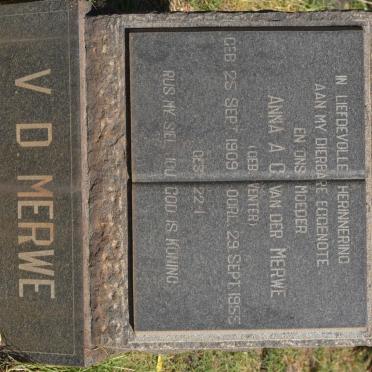 IN LIEFDEVOLLE HERINNERING
AAN MY DIERBARE EGGENOTE
EN ONS MOEDER
ANNA A C VAN DER MERWE
(GEB VENTER)
GEB 25 SEPT 1909 OORL 29 SEPT 1955
GES 22-1
RUS MY SIEL JOU GOD IS KONING
V. D. MERWE